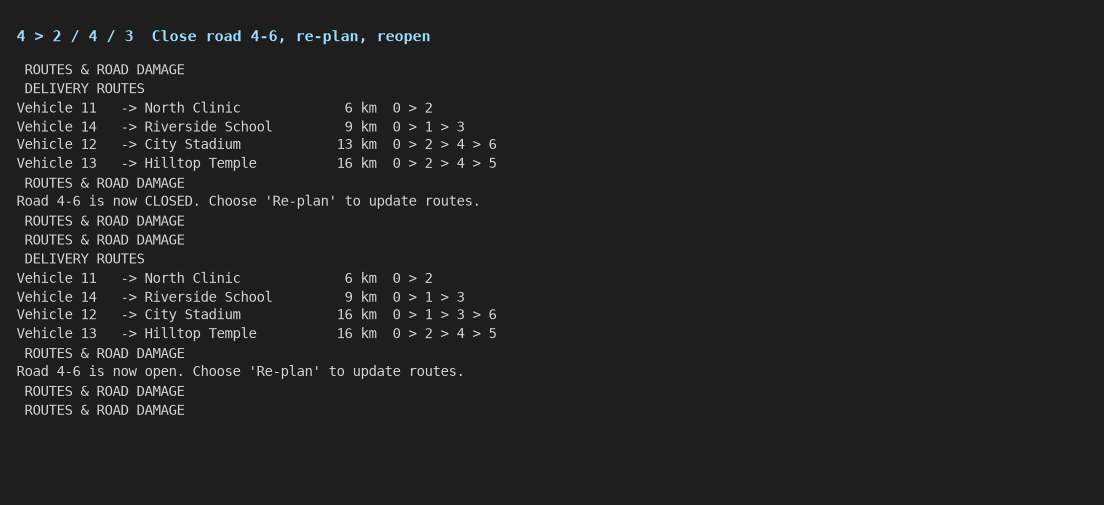 4 > 2 / 4 / 3  Close road 4-6, re-plan, reopen
 ROUTES & ROAD DAMAGE
 DELIVERY ROUTES
Vehicle 11   -> North Clinic             6 km  0 > 2
Vehicle 14   -> Riverside School         9 km  0 > 1 > 3
Vehicle 12   -> City Stadium            13 km  0 > 2 > 4 > 6
Vehicle 13   -> Hilltop Temple          16 km  0 > 2 > 4 > 5
 ROUTES & ROAD DAMAGE
Road 4-6 is now CLOSED. Choose 'Re-plan' to update routes.
 ROUTES & ROAD DAMAGE
 ROUTES & ROAD DAMAGE
 DELIVERY ROUTES
Vehicle 11   -> North Clinic             6 km  0 > 2
Vehicle 14   -> Riverside School         9 km  0 > 1 > 3
Vehicle 12   -> City Stadium            16 km  0 > 1 > 3 > 6
Vehicle 13   -> Hilltop Temple          16 km  0 > 2 > 4 > 5
 ROUTES & ROAD DAMAGE
Road 4-6 is now open. Choose 'Re-plan' to update routes.
 ROUTES & ROAD DAMAGE
 ROUTES & ROAD DAMAGE